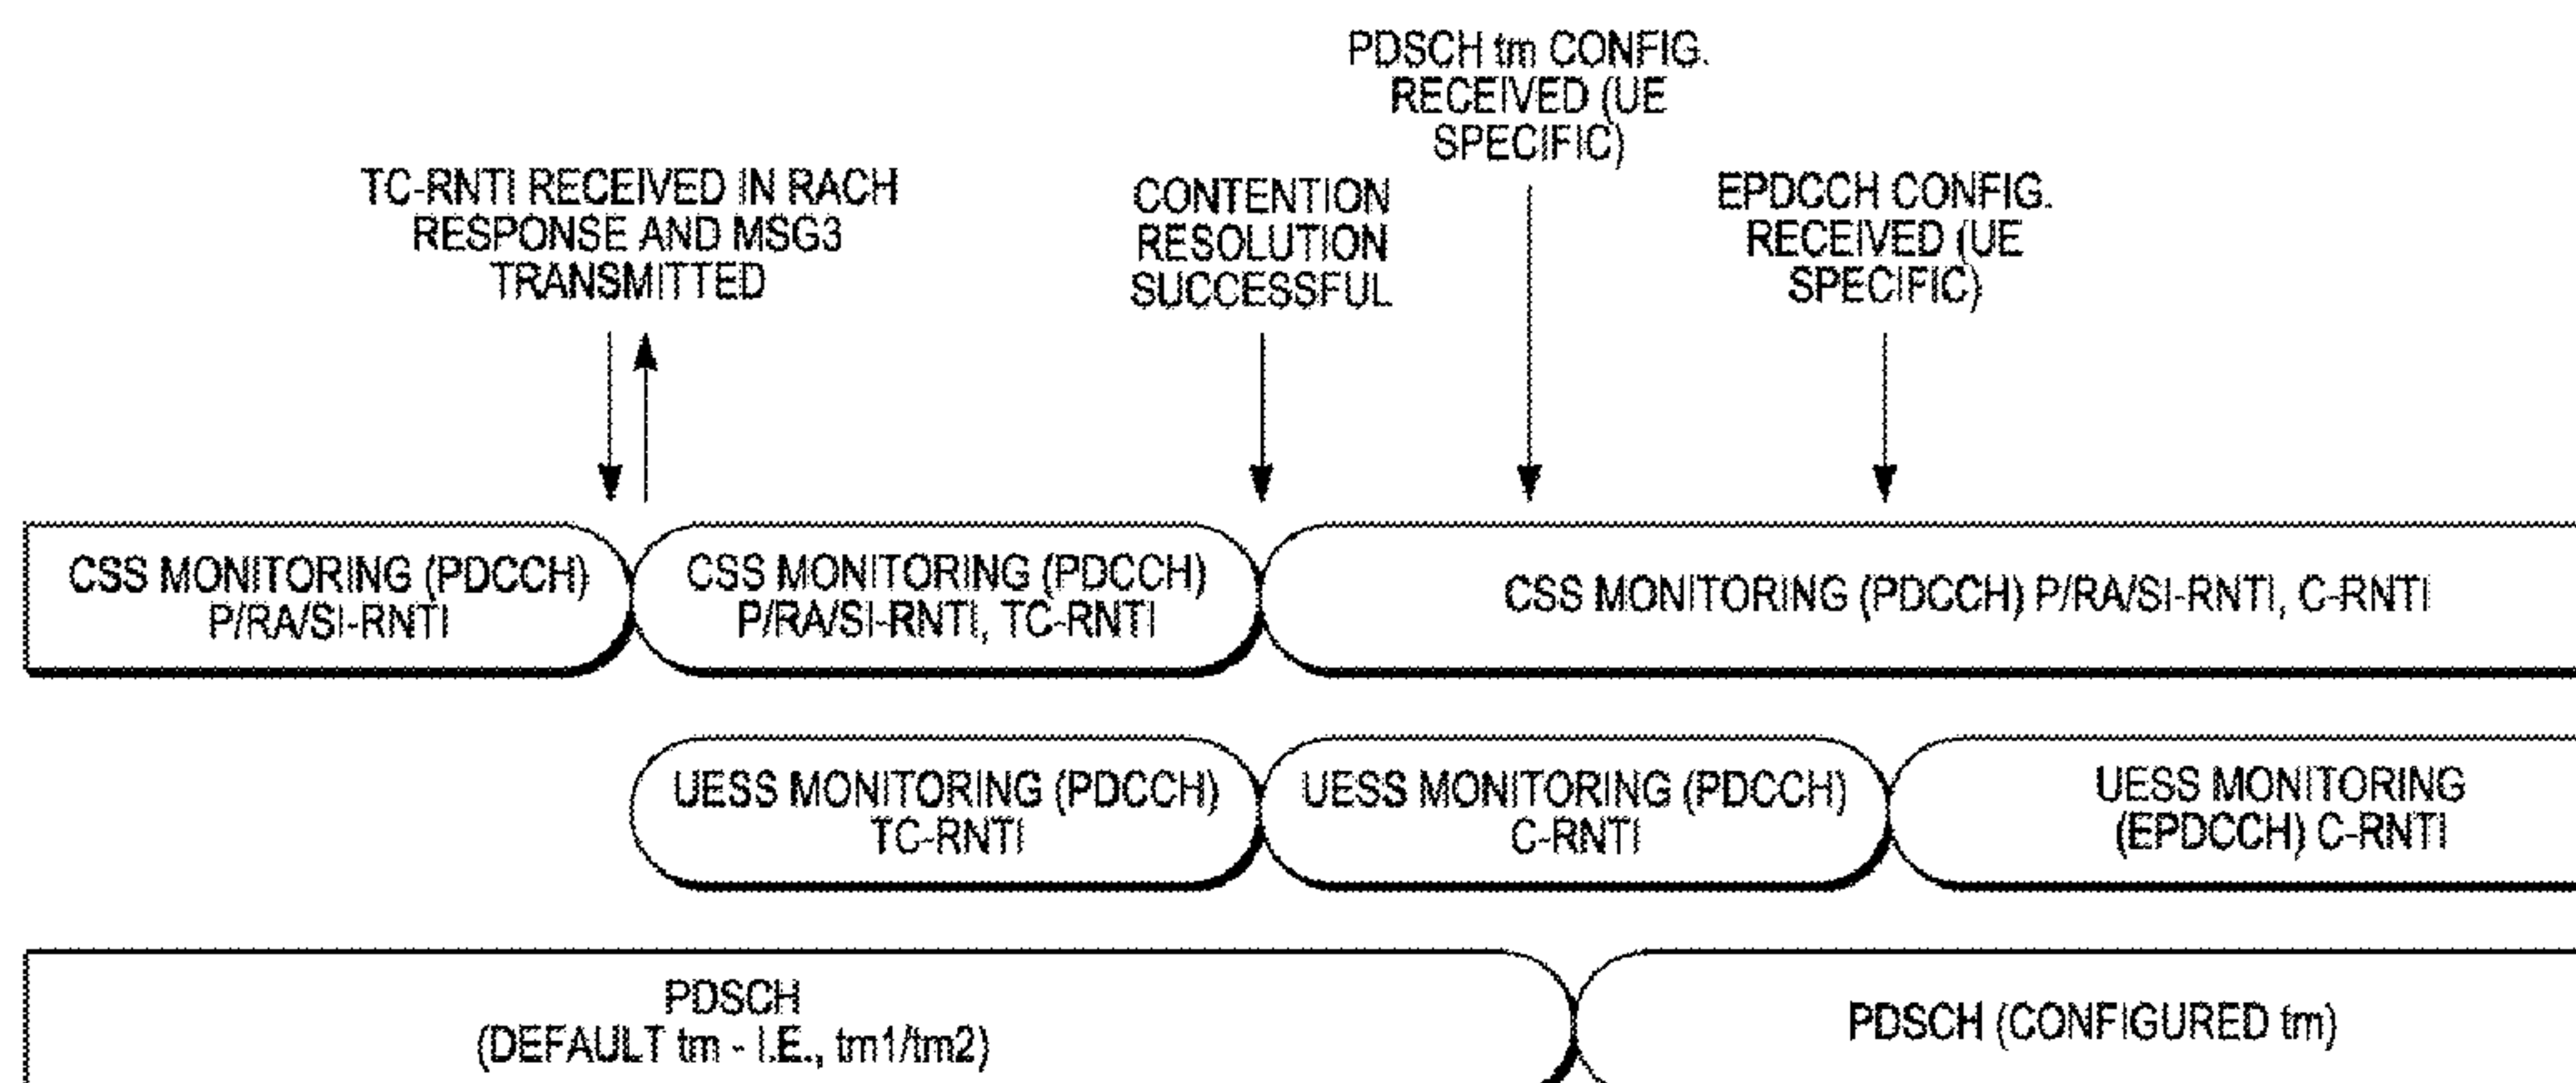 PDSCH tm CONFIG.
RECEIVED (UE
SPECIFIC)
TC-RNTI RECEIVED IN RACH
RESPONSE AND MSG3
TRANSMITTED
CONTENTION
RESOLUTION
SUCCESSFUL
EPDCCH CONFIG.
RECEIVED (UE
SPECIFIC)
CSS MONITORING (PDCCH)
P/RA/SI-RNTI
CSS MONITORING (PDCCH)
P/RA/SI-RNTI, TC-RNTI
CSS MONITORING (PDCCH) P/RA/SI-RNTI, C-RNTI
UESS MONITORING (PDCCH)
TC-RNTI
UESS MONITORING (PDCCH)
C-RNTI
UESS MONITORING
(EPDCCH) C-RNTI
PDSCH
(DEFAULT tm - I.E., tm1/tm2)
PDSCH (CONFIGURED tm)